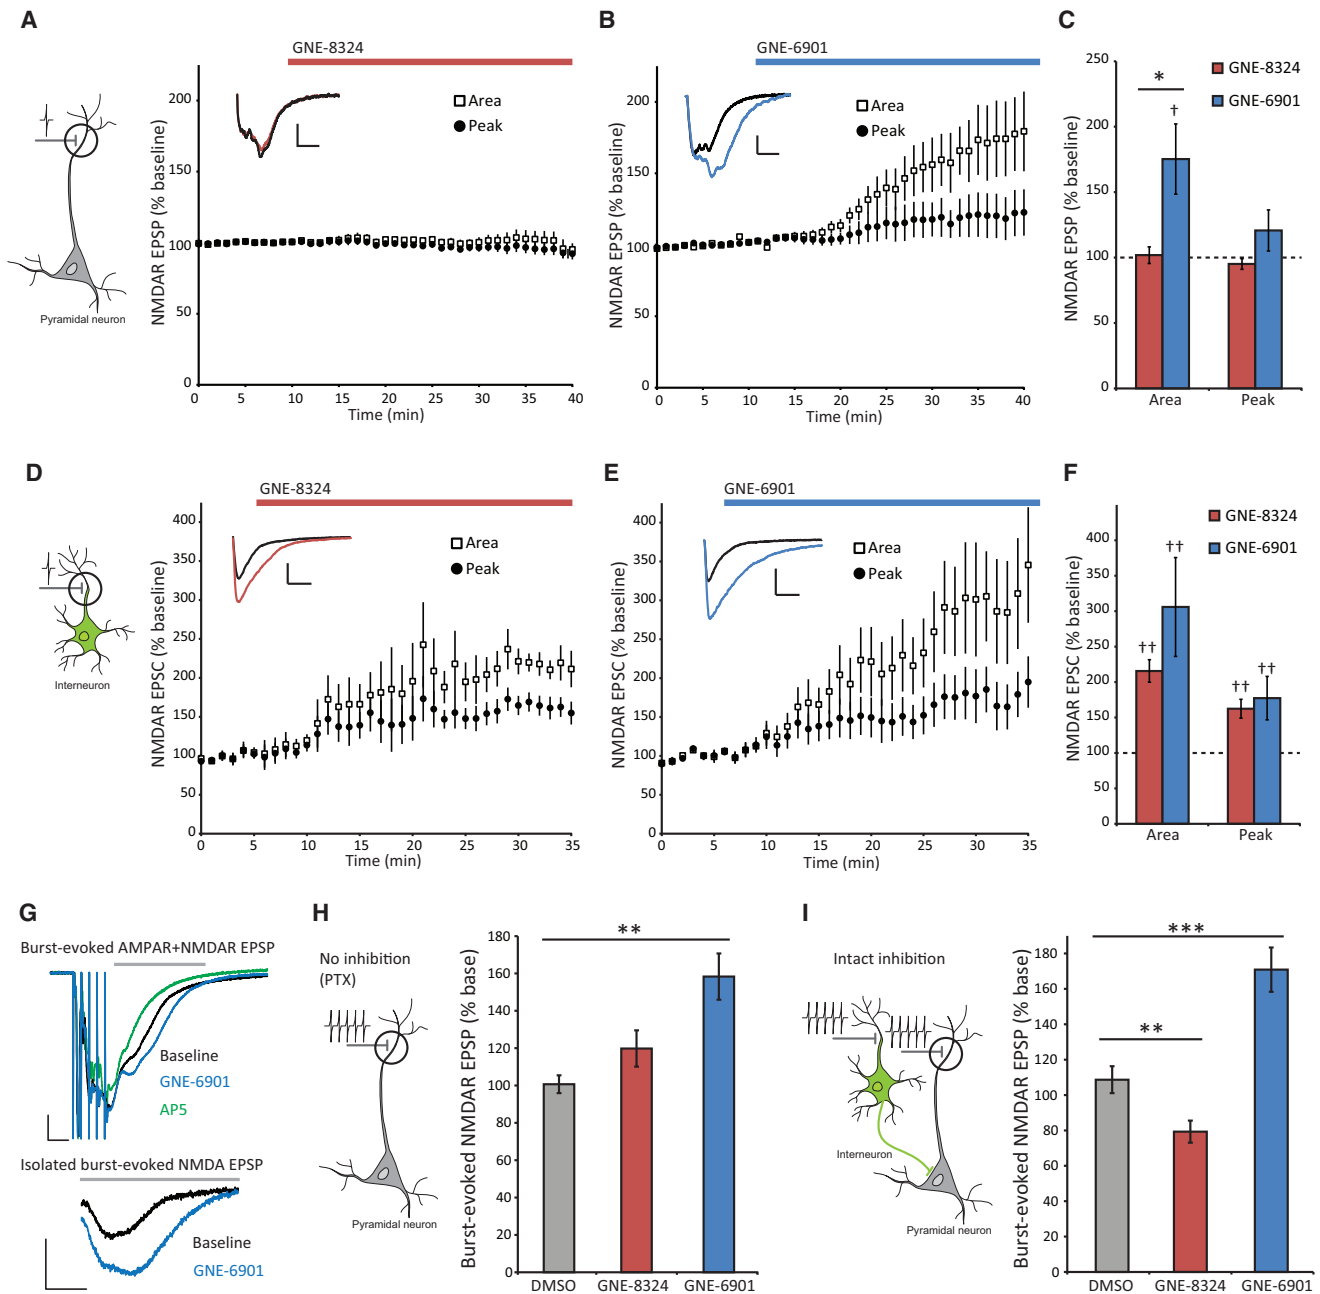 A
GNE-8324
NMDAR EPSP (% baseline)
200
150
100
50
0
Area
Peak
0 5 10 15 20 25 30 35 40
Time (min)
Pyramidal neuron
B
GNE-6901
NMDAR EPSP (% baseline)
200
150
100
50
0
Area
Peak
0 5 10 15 20 25 30 35 40
Time (min)
C
NMDAR EPSP (% baseline)
250
200
150
100
50
0
GNE-8324
GNE-6901
*
†
Area Peak
D
GNE-8324
NMDAR EPSC (% baseline)
400
350
300
250
200
150
100
50
0
Area
Peak
0 5 10 15 20 25 30 35
Time (min)
Interneuron
E
GNE-6901
NMDAR EPSC (% baseline)
400
350
300
250
200
150
100
50
0
Area
Peak
0 5 10 15 20 25 30 35
Time (min)
F
NMDAR EPSC (% baseline)
400
350
300
250
200
150
100
50
0
GNE-8324
GNE-6901
††
††
††
††
Area Peak
G
Burst-evoked AMPAR+NMDAR EPSP
Baseline
GNE-6901
AP5
Isolated burst-evoked NMDA EPSP
Baseline
GNE-6901
H
No inhibition
(PTX)
Pyramidal neuron
Burst-evoked NMDAR EPSP (% base)
180
160
140
120
100
80
60
40
20
0
**
DMSO GNE-8324 GNE-6901
I
Intact inhibition
Interneuron
Pyramidal neuron
Burst-evoked NMDAR EPSP (% base)
180
160
140
120
100
80
60
40
20
0
***
**
DMSO GNE-8324 GNE-6901